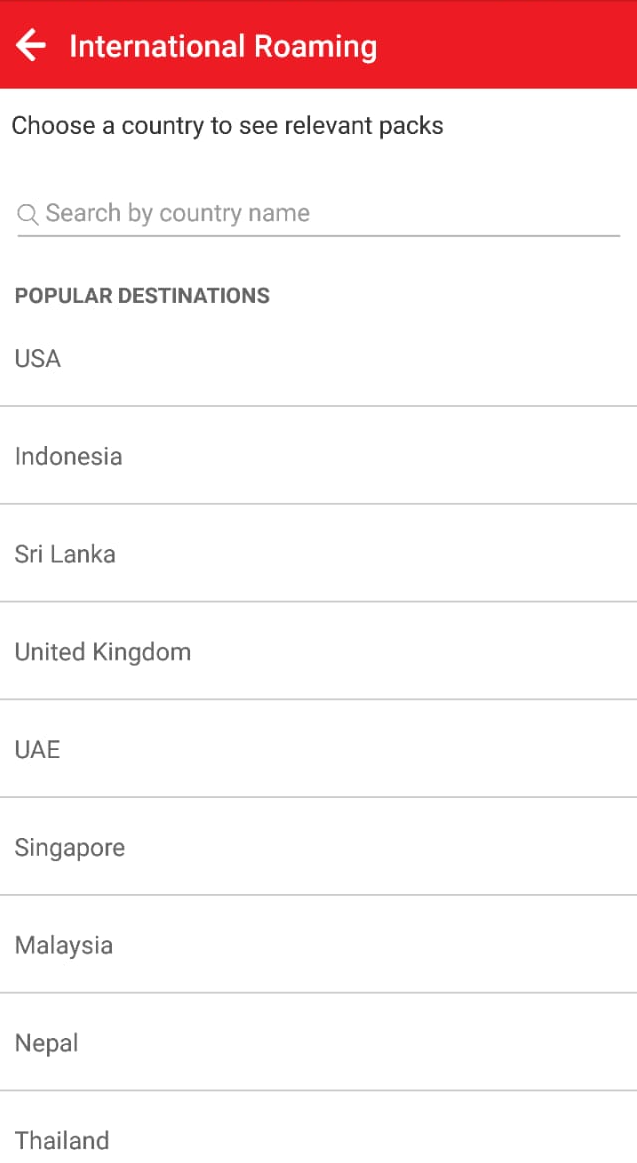 International Roaming
Choose a country to see relevant packs
Search by country name
POPULAR DESTINATIONS
USA
Indonesia
Sri Lanka
United Kingdom
UAE
Singapore
Malaysia
Nepal
Thailand